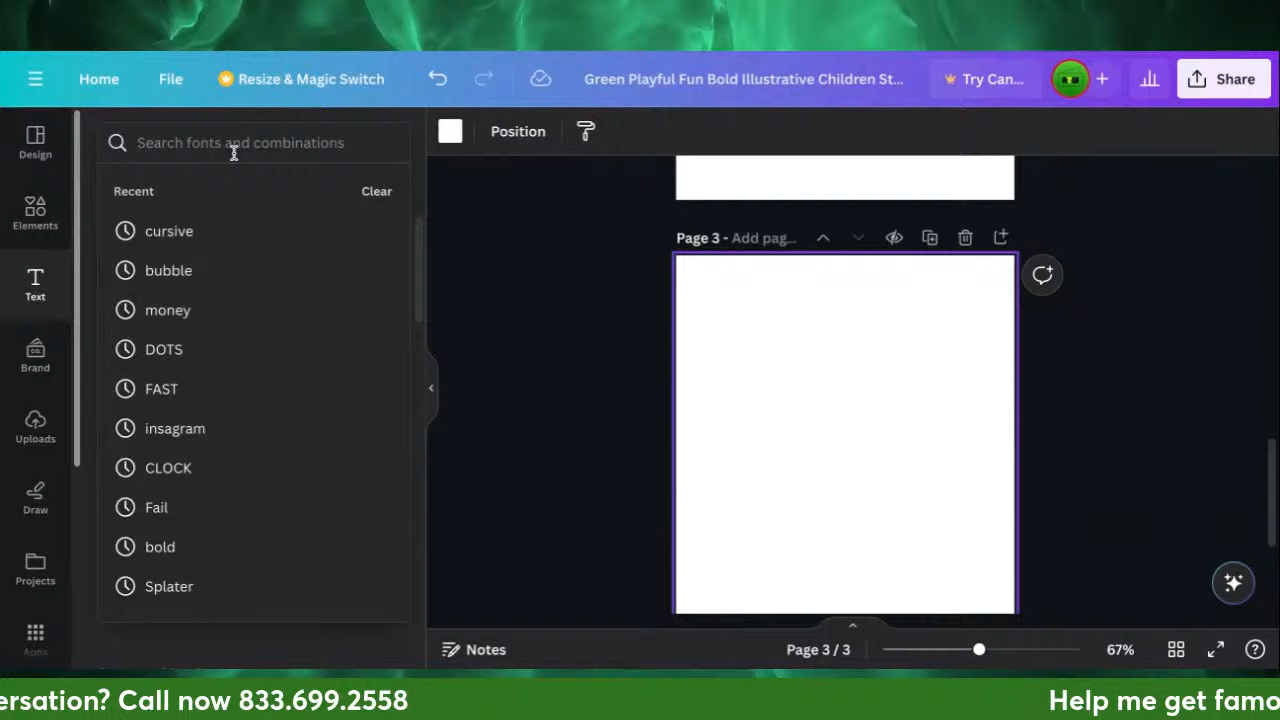 Home
File
Resize & Magic Switch
Green Playful Fun Bold Illustrative Children St...
Try Can...
Share
Design
Elements
Text
Brand
Uploads
Draw
Projects
Apps
Search fonts and combinations
Recent
Clear
cursive
bubble
money
DOTS
FAST
insagram
CLOCK
Fail
bold
Splater
Position
Page 3 - Add pag...
Notes
Page 3 / 3
67%
ersation? Call now 833.699.2558
Help me get famo